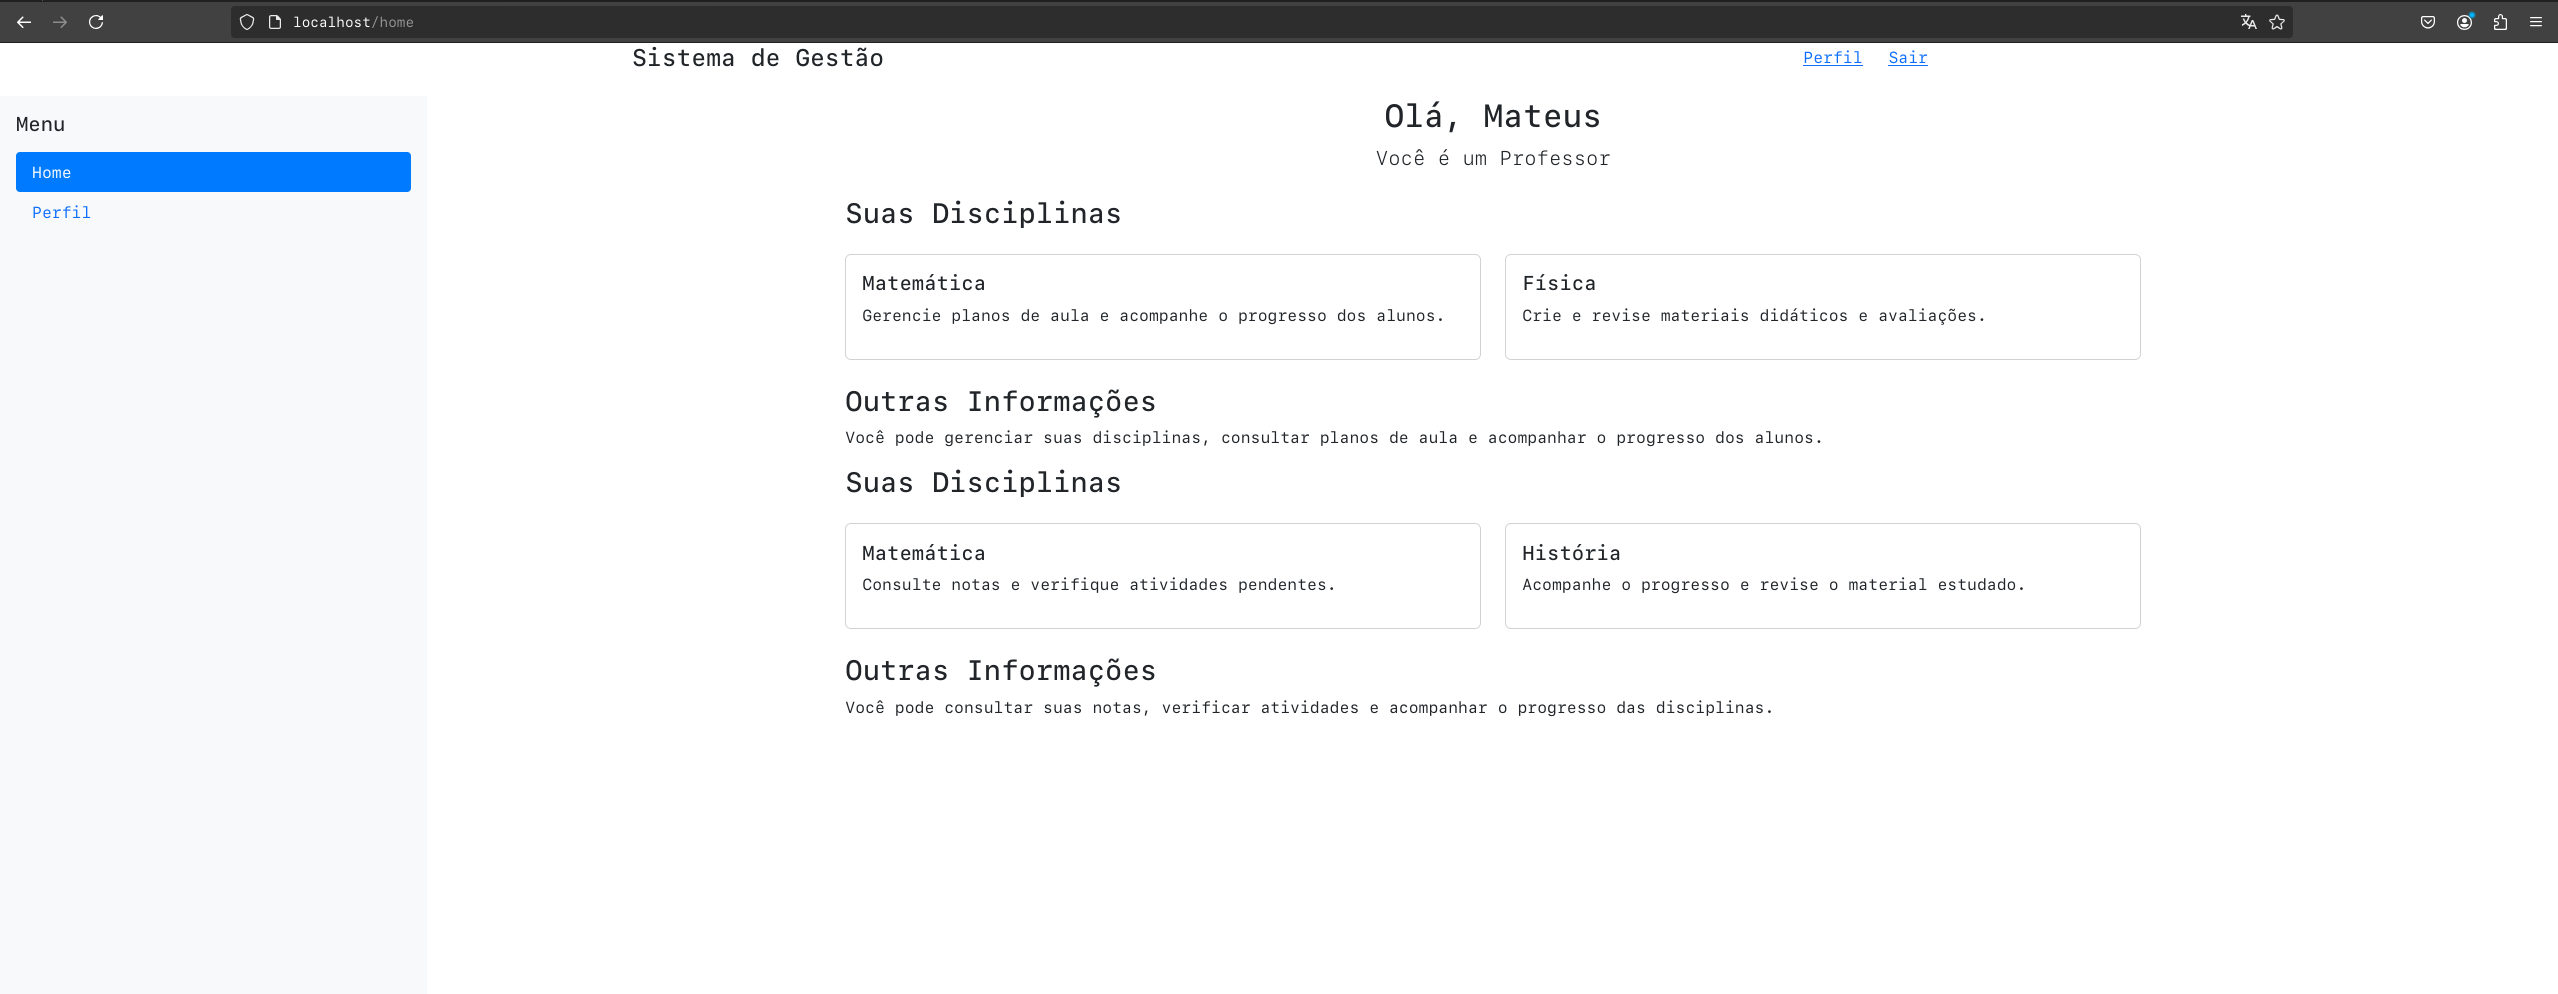 localhost/home
Sistema de Gestão
Perfil Sair
Menu
Home
Perfil
Olá, Mateus
Você é um Professor
Suas Disciplinas
Matemática
Gerencie planos de aula e acompanhe o progresso dos alunos.
Física
Crie e revise materiais didáticos e avaliações.
Outras Informações
Você pode gerenciar suas disciplinas, consultar planos de aula e acompanhar o progresso dos alunos.
Suas Disciplinas
Matemática
Consulte notas e verifique atividades pendentes.
História
Acompanhe o progresso e revise o material estudado.
Outras Informações
Você pode consultar suas notas, verificar atividades e acompanhar o progresso das disciplinas.